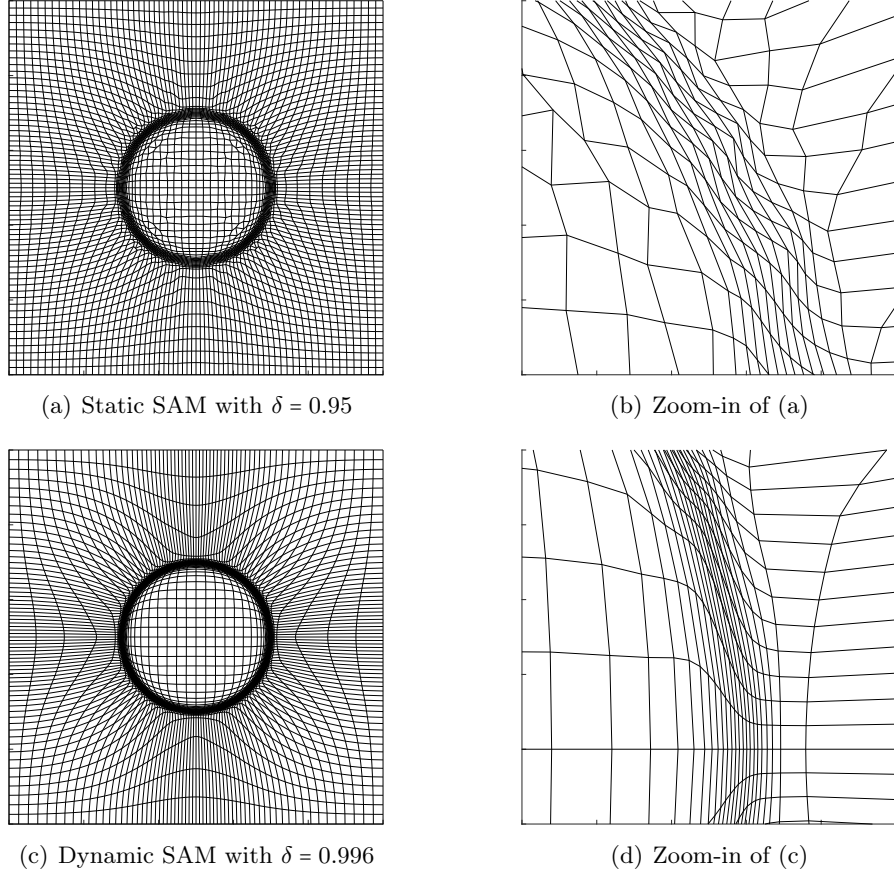 (a) Static SAM with δ = 0.95
(b) Zoom-in of (a)
(c) Dynamic SAM with δ = 0.996
(d) Zoom-in of (c)